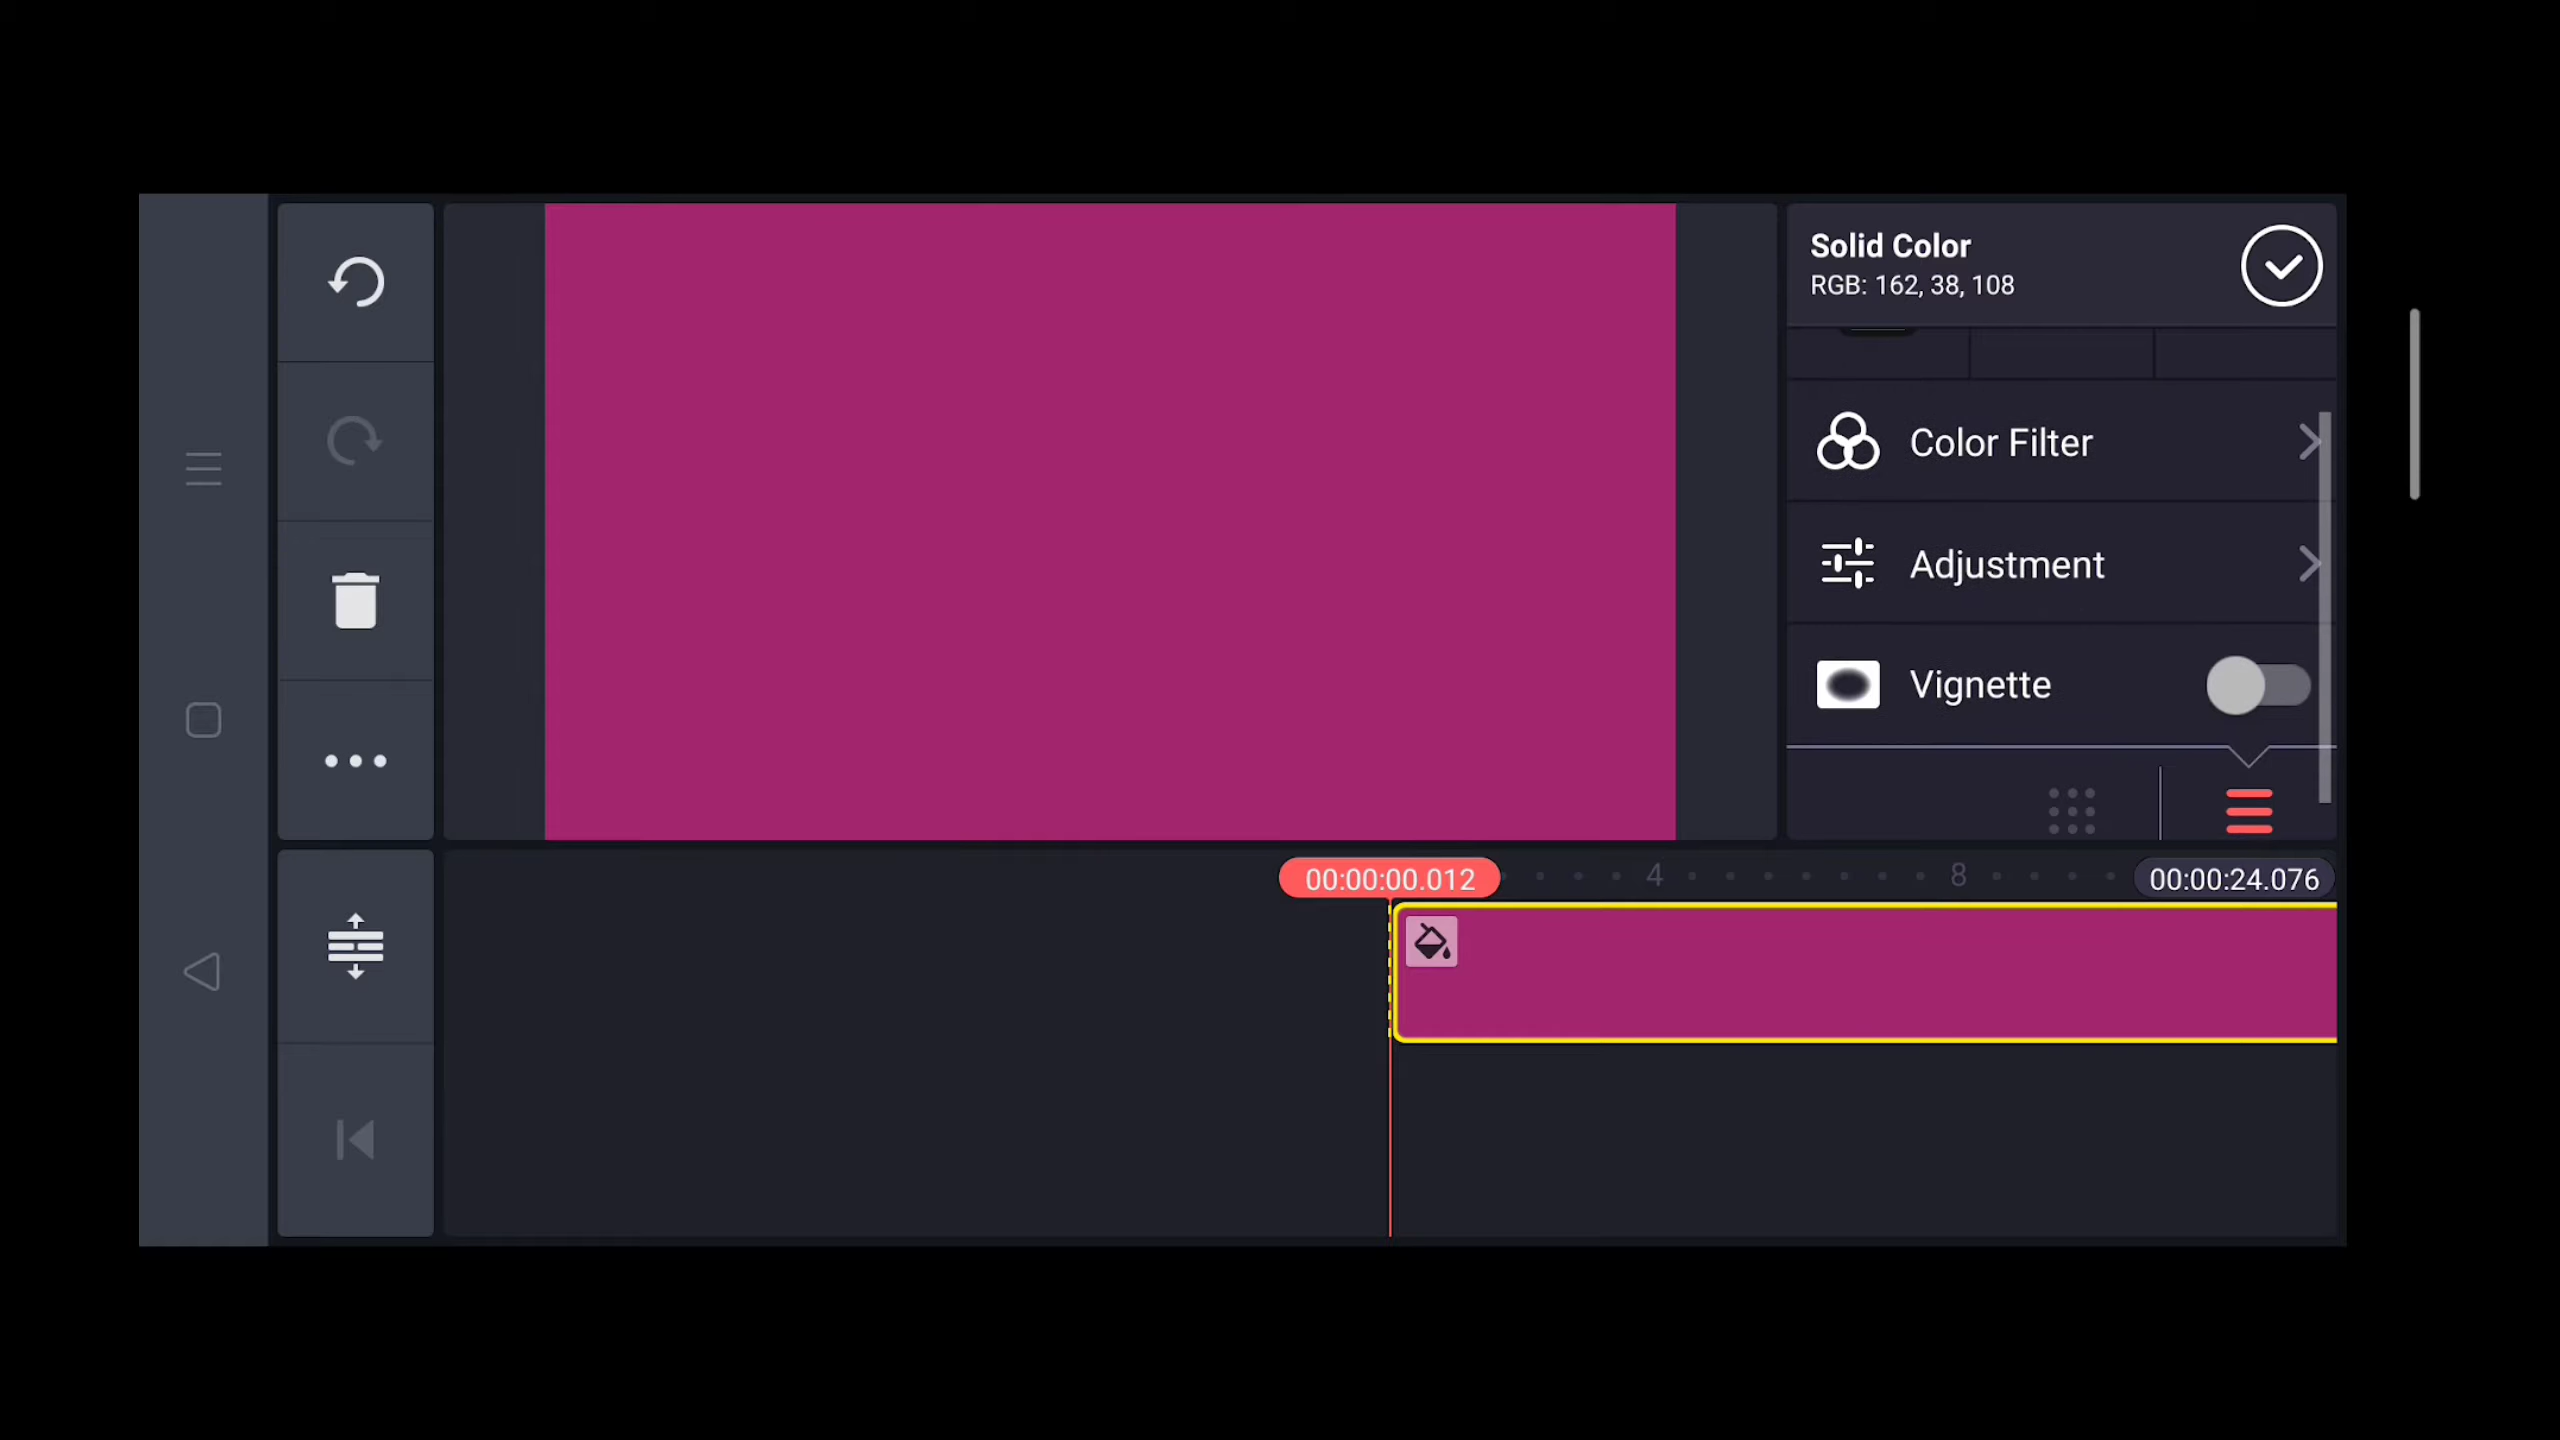 Solid Color
RGB: 162, 38, 108
Color Filter
Adjustment
Vignette
00:00:00.012
4
8
00:00:24.076